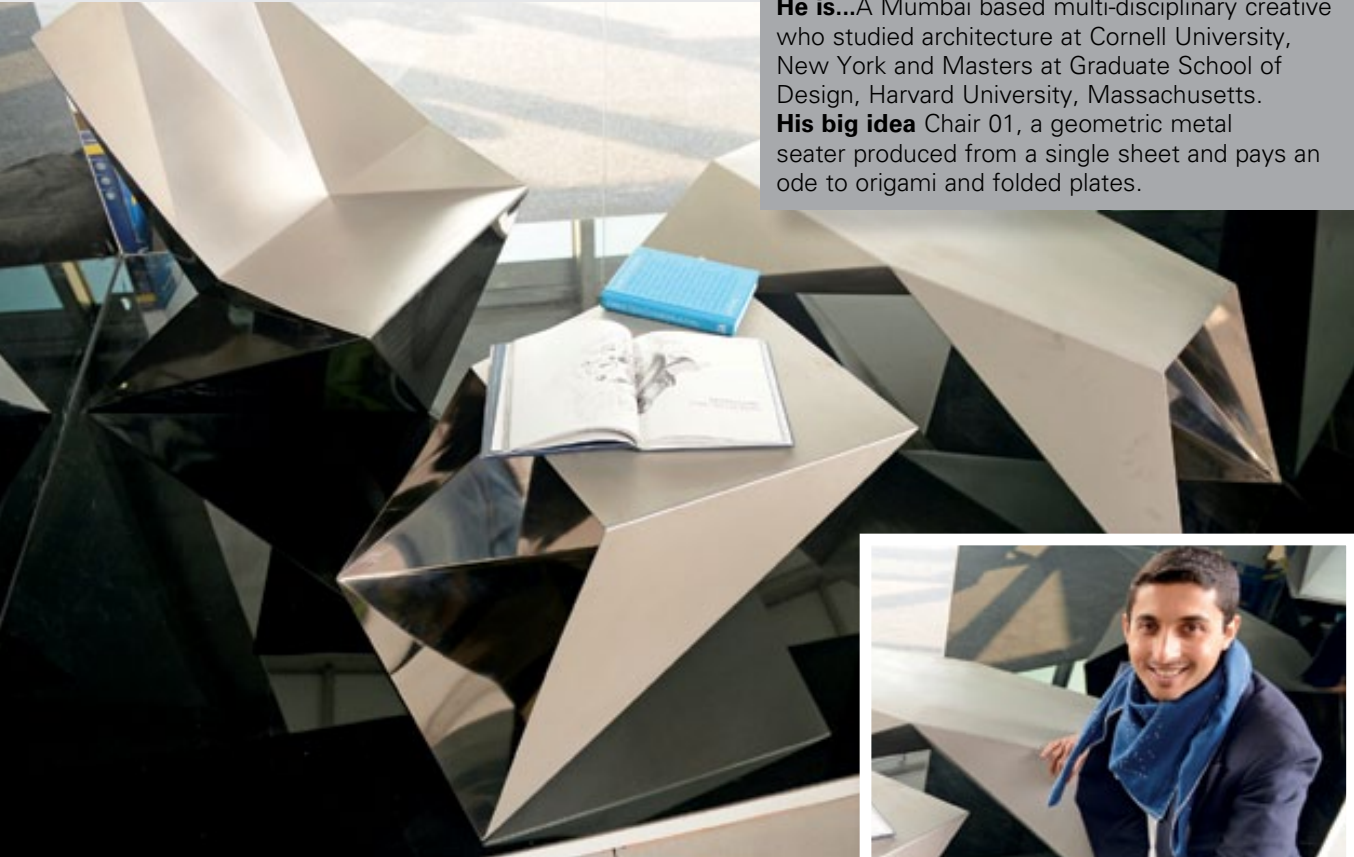 He is...A Mumbai based multi-disciplinary creative
who studied architecture at Cornell University,
New York and Masters at Graduate School of
Design, Harvard University, Massachusetts.
His big idea Chair 01, a geometric metal
seater produced from a single sheet and pays an
ode to origami and folded plates.